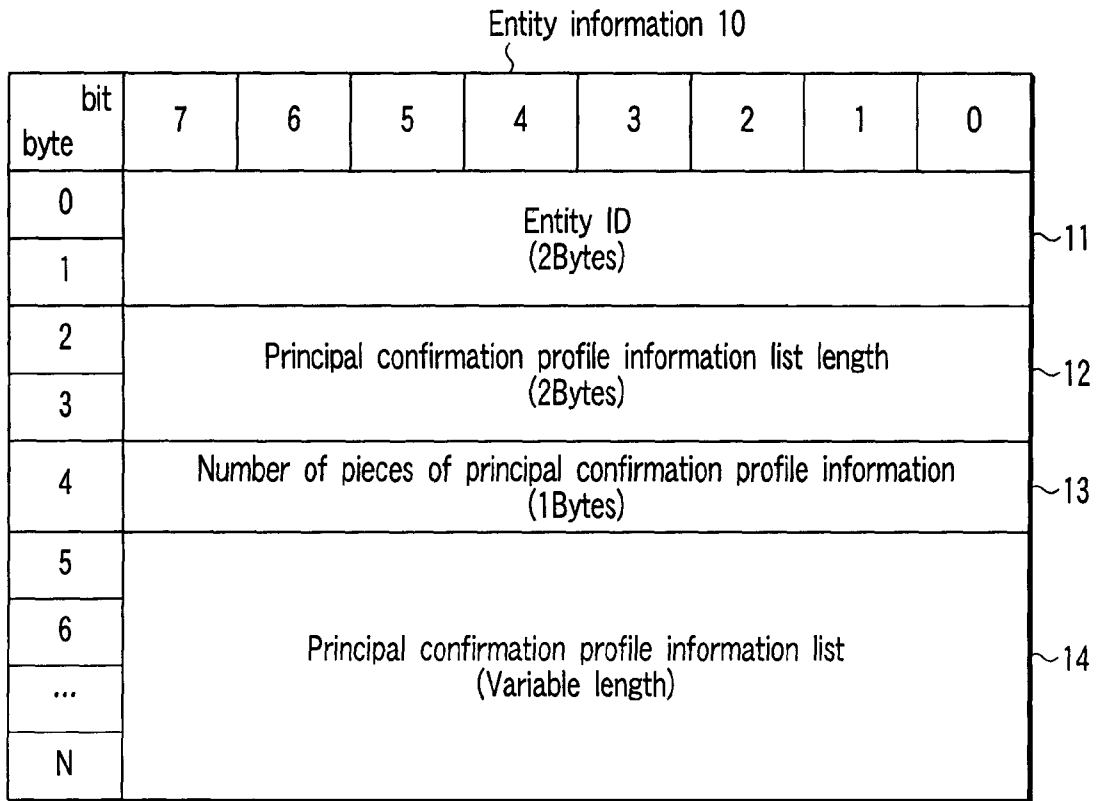 Entity information 10
bit
byte
7 6 5 4 3 2 1 0
0
1
Entity ID
(2Bytes)
11
2
3
Principal confirmation profile information list length
(2Bytes)
12
4
Number of pieces of principal confirmation profile information
(1Bytes)
13
5
6
...
N
Principal confirmation profile information list
(Variable length)
14